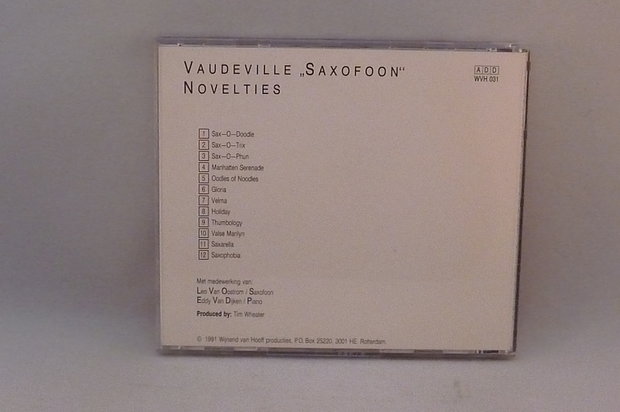 VAUDEVILLE „SAXOFOON“
NOVELTIES
ADD
WVH 031
1 Sax-O-Doodle
2 Sax-O-Trix
3 Sax-O-Phun
4 Manhatten Serenade
5 Oodles of Noodles
6 Gloria
7 Velma
8 Holiday
9 Thumbology
10 Valse Marilyn
11 Saxarella
12 Saxophobia
Met medewerking van:
Leo Van Oostrom / Saxofoon
Eddy Van Dijken / Piano
Produced by: Tim Wheater
© 1991 Wijnand van Hooft producties, P.O. Box 25220, 3001 HE. Rotterdam.